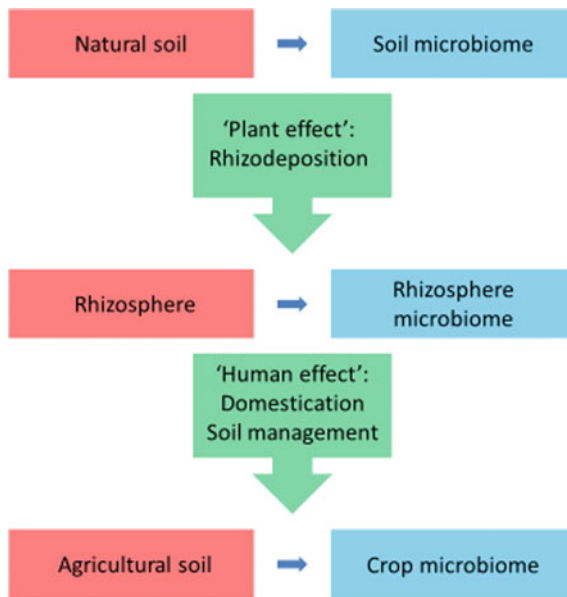 Natural soil
Soil microbiome
‘Plant effect’:
Rhizodeposition
Rhizosphere
Rhizosphere
microbiome
‘Human effect’:
Domestication
Soil management
Agricultural soil
Crop microbiome